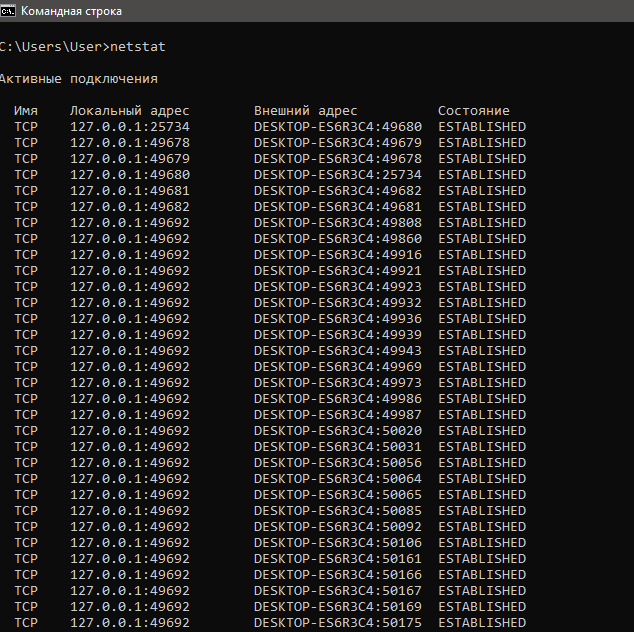 Командная строка
C:\Users\User>netstat
Активные подключения
Имя Локальный адрес Внешний адрес Состояние
TCP 127.0.0.1:25734 DESKTOP-ES6R3C4:49680 ESTABLISHED
TCP 127.0.0.1:49678 DESKTOP-ES6R3C4:49679 ESTABLISHED
TCP 127.0.0.1:49679 DESKTOP-ES6R3C4:49678 ESTABLISHED
TCP 127.0.0.1:49680 DESKTOP-ES6R3C4:25734 ESTABLISHED
TCP 127.0.0.1:49681 DESKTOP-ES6R3C4:49682 ESTABLISHED
TCP 127.0.0.1:49682 DESKTOP-ES6R3C4:49681 ESTABLISHED
TCP 127.0.0.1:49692 DESKTOP-ES6R3C4:49808 ESTABLISHED
TCP 127.0.0.1:49692 DESKTOP-ES6R3C4:49860 ESTABLISHED
TCP 127.0.0.1:49692 DESKTOP-ES6R3C4:49916 ESTABLISHED
TCP 127.0.0.1:49692 DESKTOP-ES6R3C4:49921 ESTABLISHED
TCP 127.0.0.1:49692 DESKTOP-ES6R3C4:49923 ESTABLISHED
TCP 127.0.0.1:49692 DESKTOP-ES6R3C4:49932 ESTABLISHED
TCP 127.0.0.1:49692 DESKTOP-ES6R3C4:49936 ESTABLISHED
TCP 127.0.0.1:49692 DESKTOP-ES6R3C4:49939 ESTABLISHED
TCP 127.0.0.1:49692 DESKTOP-ES6R3C4:49943 ESTABLISHED
TCP 127.0.0.1:49692 DESKTOP-ES6R3C4:49969 ESTABLISHED
TCP 127.0.0.1:49692 DESKTOP-ES6R3C4:49973 ESTABLISHED
TCP 127.0.0.1:49692 DESKTOP-ES6R3C4:49986 ESTABLISHED
TCP 127.0.0.1:49692 DESKTOP-ES6R3C4:49987 ESTABLISHED
TCP 127.0.0.1:49692 DESKTOP-ES6R3C4:50020 ESTABLISHED
TCP 127.0.0.1:49692 DESKTOP-ES6R3C4:50031 ESTABLISHED
TCP 127.0.0.1:49692 DESKTOP-ES6R3C4:50056 ESTABLISHED
TCP 127.0.0.1:49692 DESKTOP-ES6R3C4:50064 ESTABLISHED
TCP 127.0.0.1:49692 DESKTOP-ES6R3C4:50065 ESTABLISHED
TCP 127.0.0.1:49692 DESKTOP-ES6R3C4:50085 ESTABLISHED
TCP 127.0.0.1:49692 DESKTOP-ES6R3C4:50092 ESTABLISHED
TCP 127.0.0.1:49692 DESKTOP-ES6R3C4:50106 ESTABLISHED
TCP 127.0.0.1:49692 DESKTOP-ES6R3C4:50161 ESTABLISHED
TCP 127.0.0.1:49692 DESKTOP-ES6R3C4:50166 ESTABLISHED
TCP 127.0.0.1:49692 DESKTOP-ES6R3C4:50167 ESTABLISHED
TCP 127.0.0.1:49692 DESKTOP-ES6R3C4:50169 ESTABLISHED
TCP 127.0.0.1:49692 DESKTOP-ES6R3C4:50175 ESTABLISHED